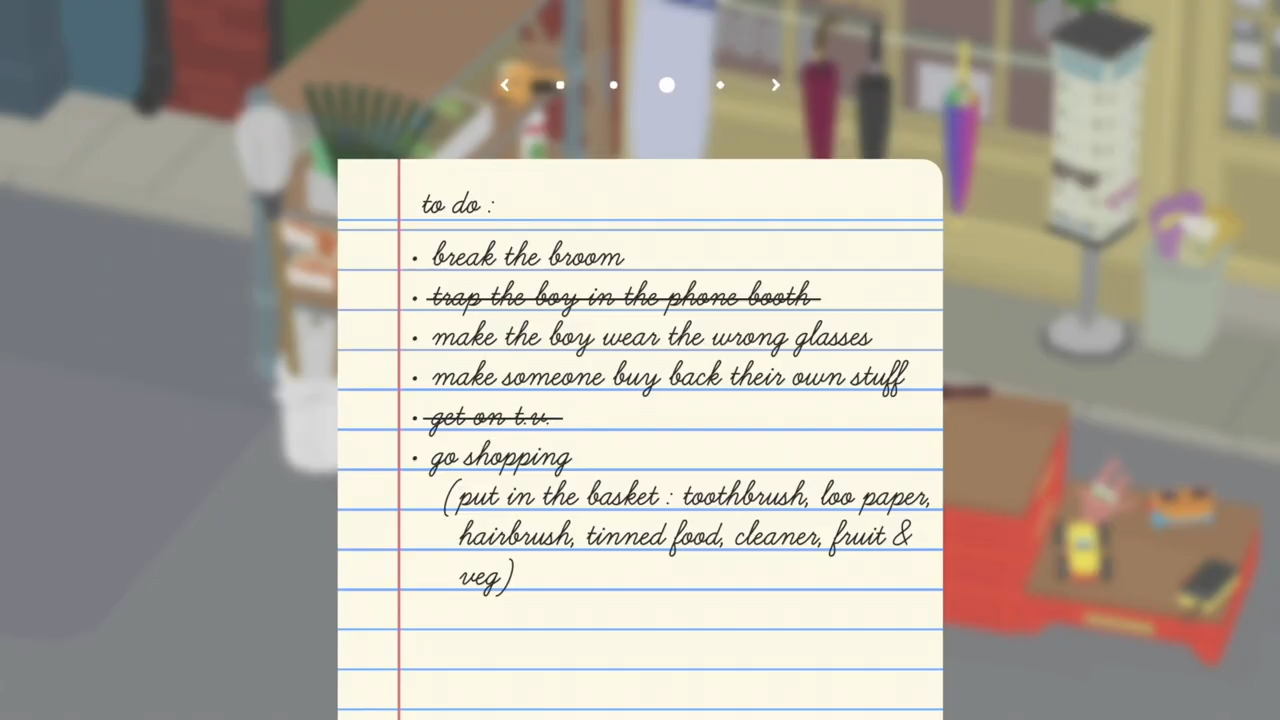 to do :
• break the broom
• trap the boy in the phone booth
• make the boy wear the wrong glasses
• make someone buy back their own stuff
• get on t.v.
• go shopping
(put in the basket : toothbrush, loo paper,
hairbrush, tinned food, cleaner, fruit &
veg)